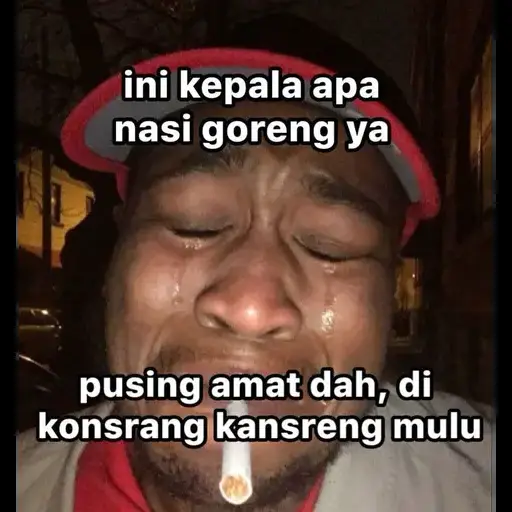 ini kepala apa
nasi goreng ya
pusing amat dah, di
konsrang kansreng mulu